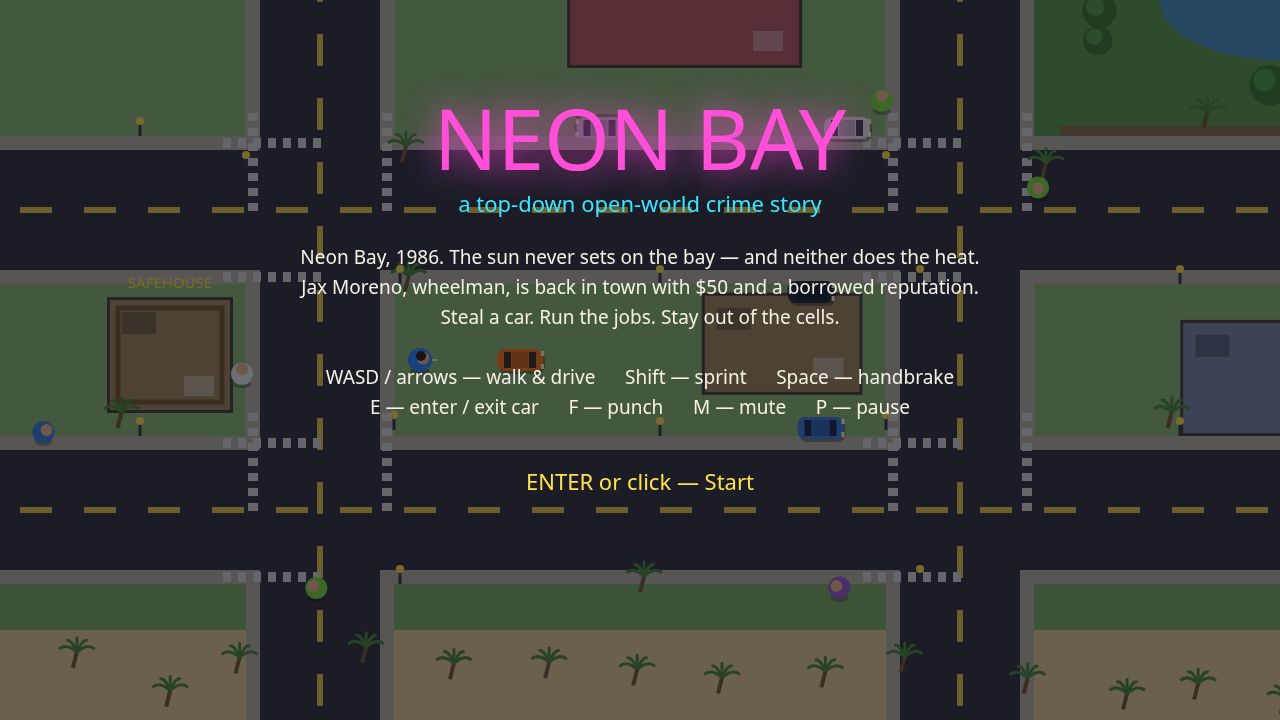 NEON BAY
a top-down open-world crime story
Neon Bay, 1986. The sun never sets on the bay — and neither does the heat.
SAFEHOUSE
Jax Moreno, wheelman, is back in town with $50 and a borrowed reputation.
Steal a car. Run the jobs. Stay out of the cells.
WASD / arrows — walk & drive Shift — sprint Space — handbrake
E — enter / exit car F — punch M — mute P — pause
ENTER or click — Start